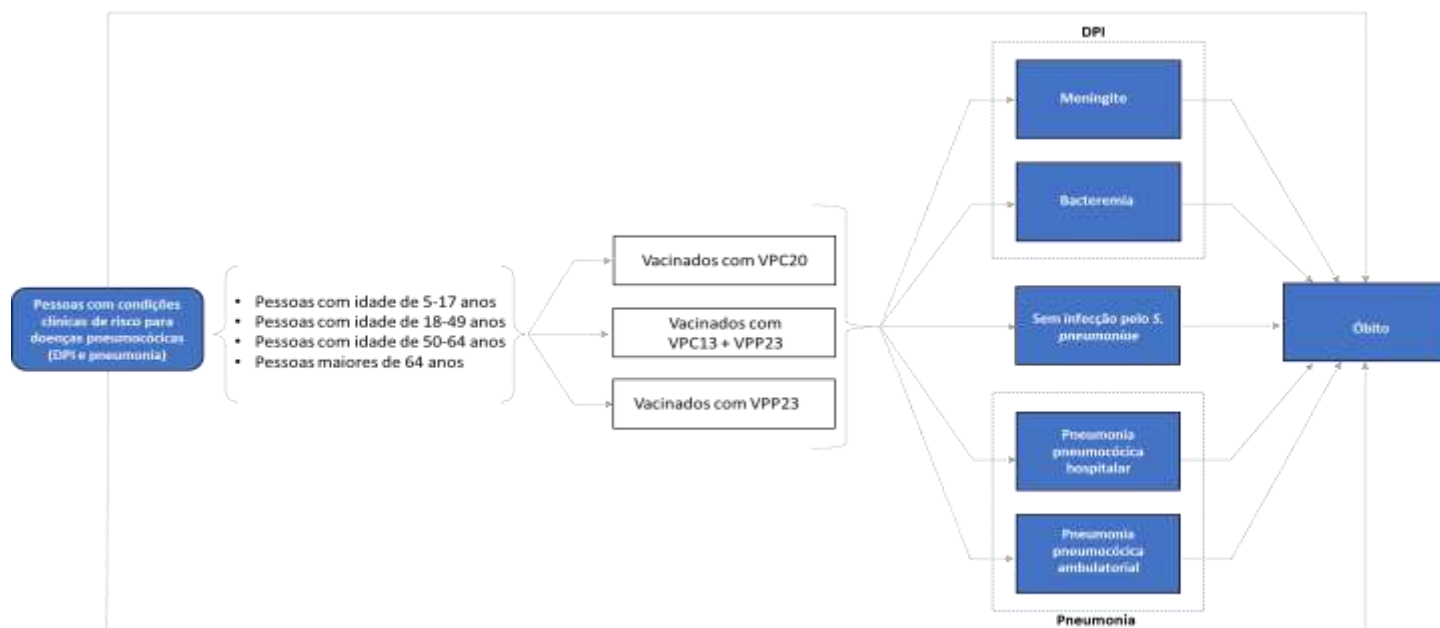 DPI
Meningite
Bacteremia
Vacinados com VPC20
Pessoas com condições
clínicas de risco para
doenças pneumocócicas
(DPI e pneumonia)
• Pessoas com idade de 5-17 anos
• Pessoas com idade de 18-49 anos
• Pessoas com idade de 50-64 anos
• Pessoas maiores de 64 anos
Vacinados com
VPC13 + VPP23
Sem infecção pelo S.
pneumoniae
Óbito
Vacinados com VPP23
Pneumonia
pneumocócica
hospitalar
Pneumonia
pneumocócica
ambulatorial
Pneumonia